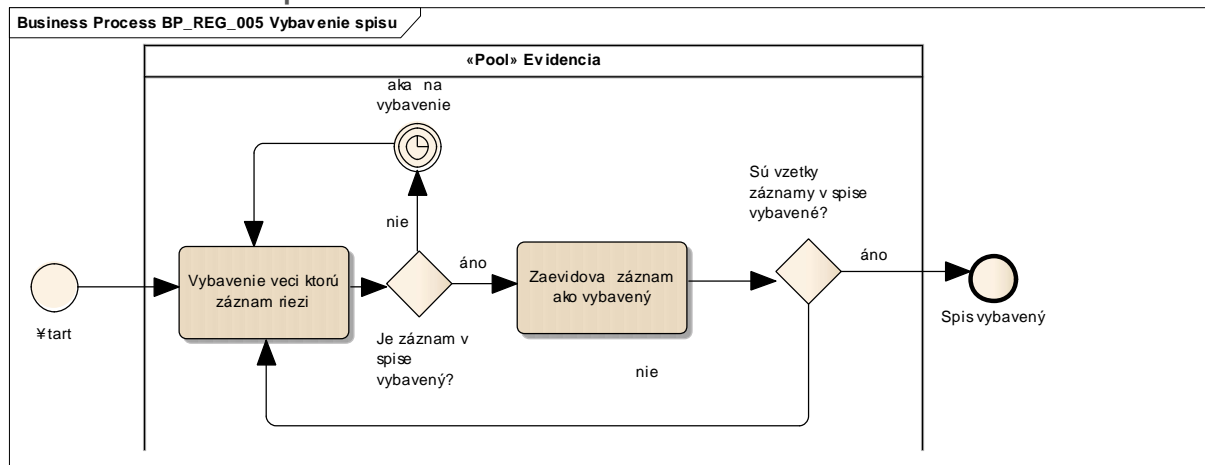 Business Process BP_REG_005 Vybavenie spisu
«Pool» Evidencia
aka na
vybavenie
Sú vzetky
záznamy v spise
vybavené?
nie
Vybavenie veci ktorú
záznam riezi
áno
Zaevidova záznam
ako vybavený
áno
¥tart
Je záznam v
spise
vybavený?
nie
Spis vybavený